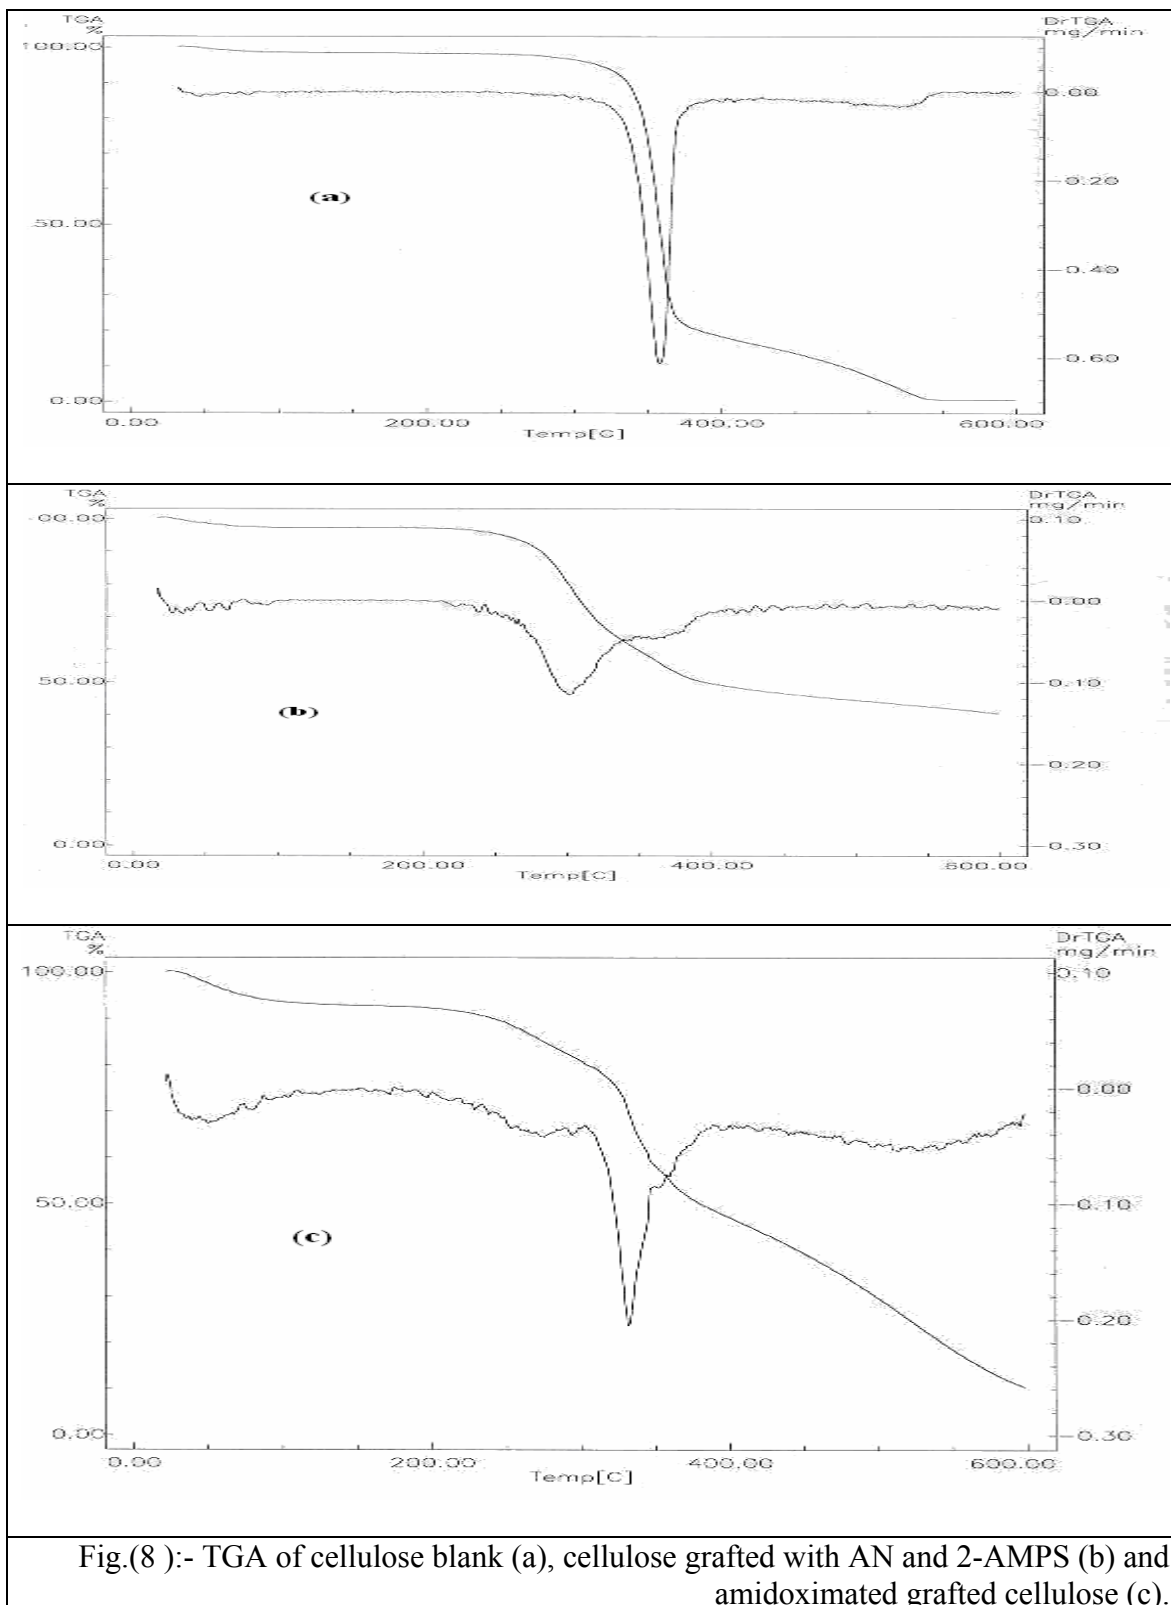 TGA
%
DrTGA
mg/min
100.00
0.00
(a)
-0.20
50.00
-0.40
-0.60
0.00
0.00
200.00
400.00
600.00
Temp[C]
TGA
%
DrTGA
mg/min
00.00
0.10
0.00
50.00
-0.10
(b)
-0.20
0.00
-0.30
0.00
200.00
400.00
600.00
Temp[C]
TGA
%
DrTGA
mg/min
100.00
0.10
0.00
50.00
-0.10
(c)
-0.20
0.00
-0.30
0.00
200.00
400.00
600.00
Temp[C]
Fig.(8 ):- TGA of cellulose blank (a), cellulose grafted with AN and 2-AMPS (b) and
amidoximated grafted cellulose (c).